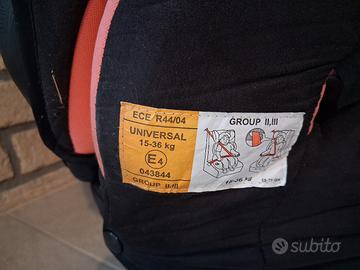 ECE R44/04
UNIVERSAL
15-36 kg
E4
043844
GROUP II/III
GROUP II,III
15-36 kg
subito